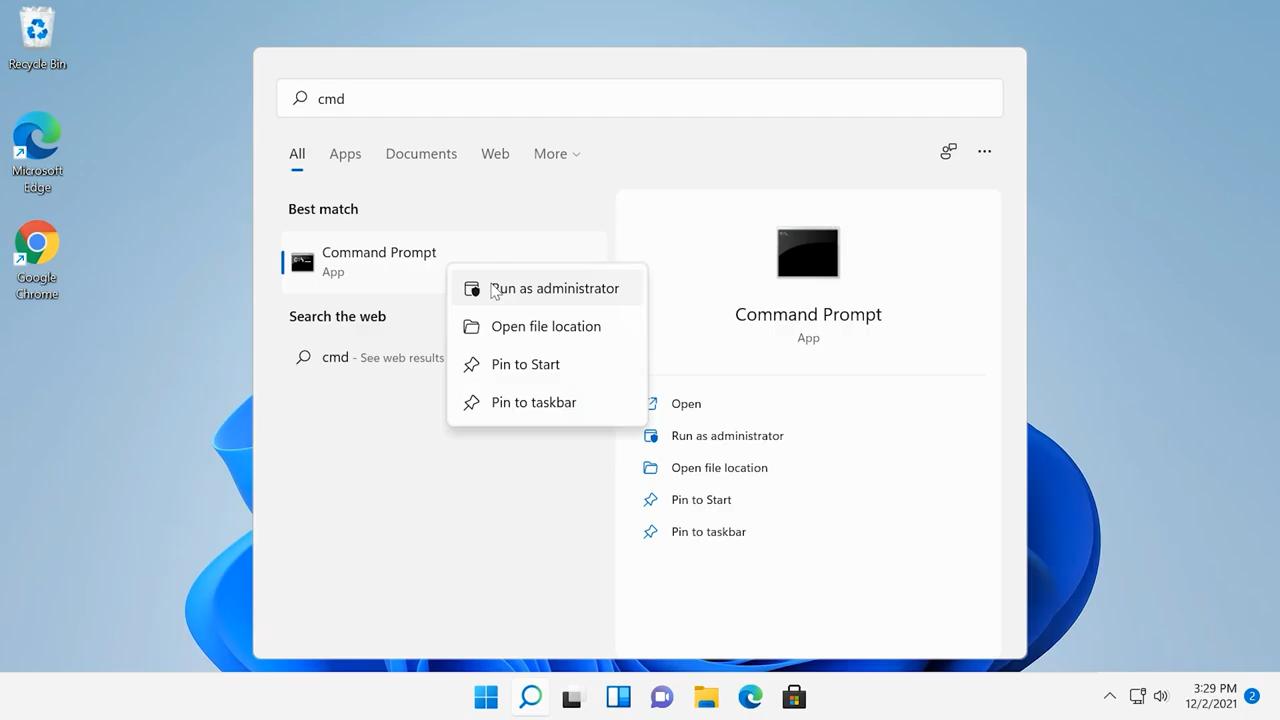 Recycle Bin
Microsoft
Edge
Google
Chrome
cmd
All
Apps
Documents
Web
More
Best match
Command Prompt
App
Search the web
cmd - See web results
Run as administrator
Open file location
Pin to Start
Pin to taskbar
Command Prompt
App
Open
Run as administrator
Open file location
Pin to Start
Pin to taskbar
3:29 PM
12/2/2021
2